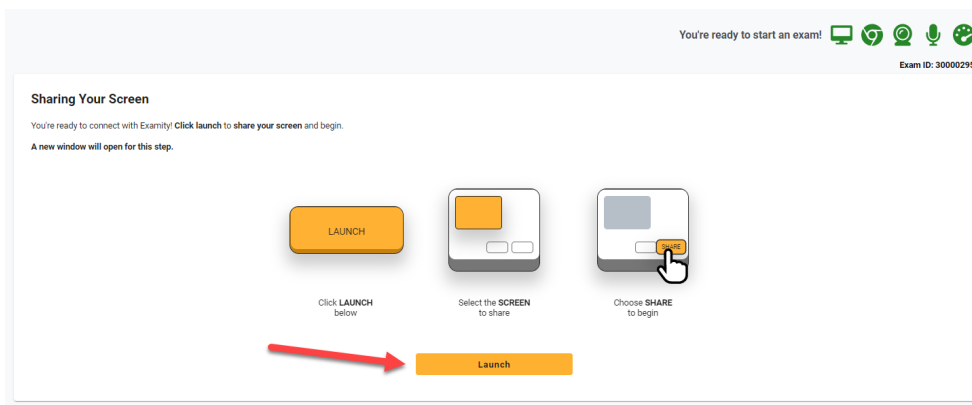 You're ready to start an exam!
Exam ID: 30000295
Sharing Your Screen
You're ready to connect with Examity! Click launch to share your screen and begin.
A new window will open for this step.
LAUNCH
SHARE
Click LAUNCH
below
Select the SCREEN
to share
Choose SHARE
to begin
Launch